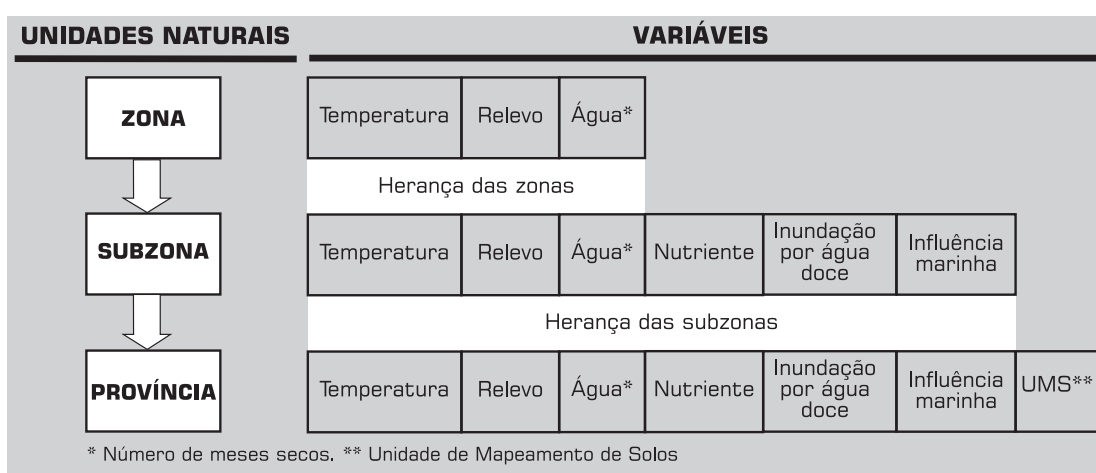 UNIDADES NATURAIS VARIÁVEIS
ZONA Temperatura Relevo Água*
Herança das zonas
SUBZONA Temperatura Relevo Água* Nutriente Inundação por água doce Influência marinha
Herança das subzonas
PROVÍNCIA Temperatura Relevo Água* Nutriente Inundação por água doce Influência marinha UMS**
* Número de meses secos. ** Unidade de Mapeamento de Solos